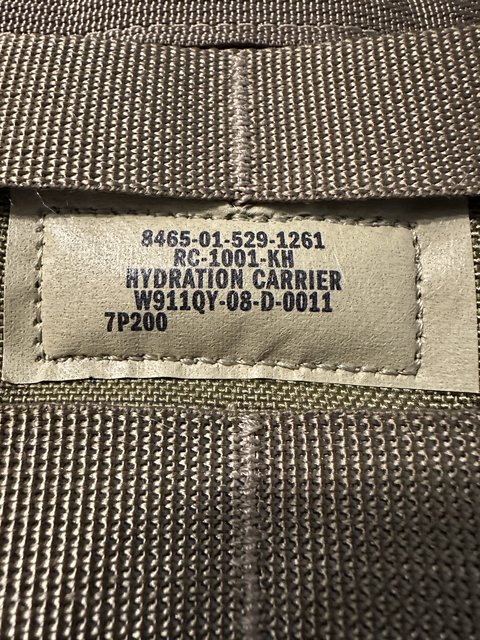 8465-01-529-1261
RC-1001-KH
HYDRATION CARRIER
W911QY-08-D-0011
7P200